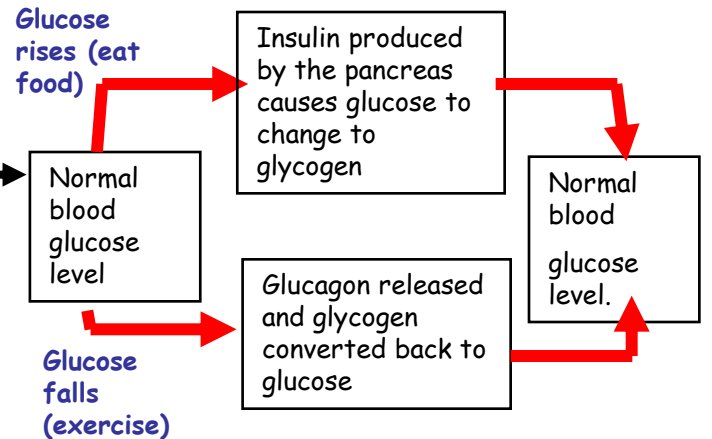 Glucose
rises (eat
food)
Insulin produced
by the pancreas
causes glucose to
change to
glycogen
Normal
blood
glucose
level
Normal
blood
glucose
level.
Glucagon released
and glycogen
converted back to
glucose
Glucose
falls
(exercise)